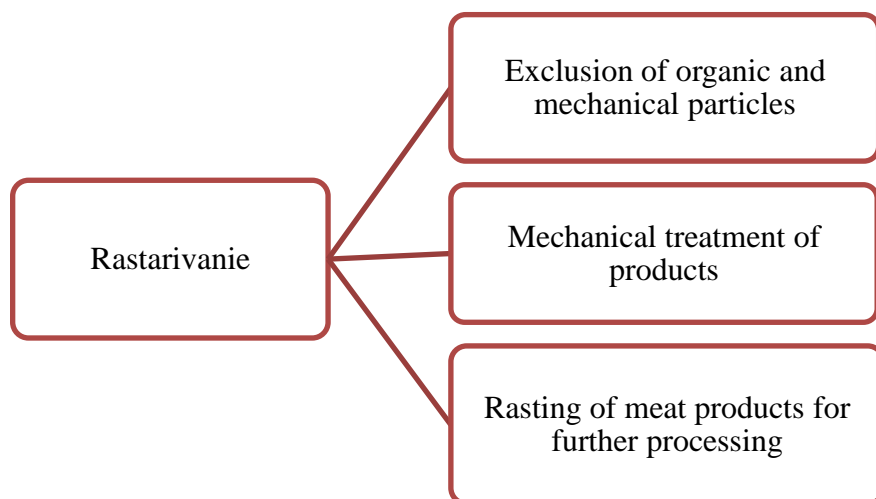 Rastarivanie
Exclusion of organic and
mechanical particles
Mechanical treatment of
products
Rasting of meat products for
further processing